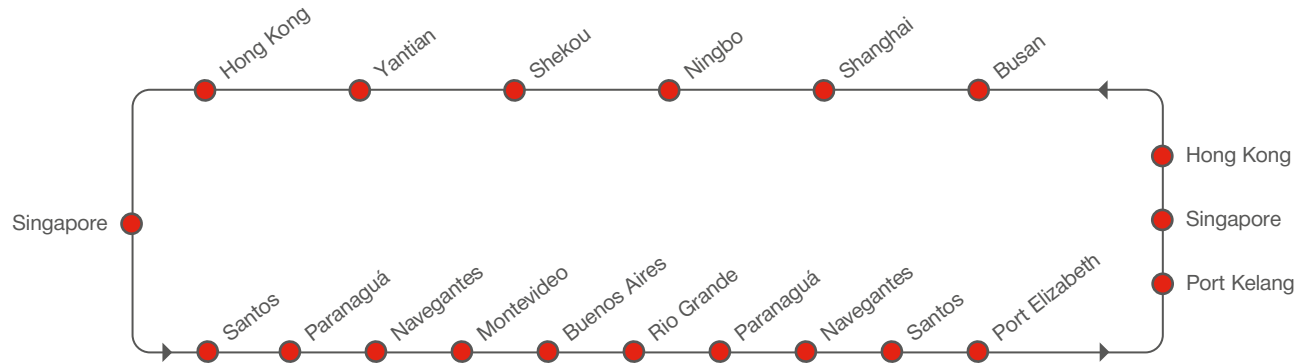 Hong Kong
Yantian
Shekou
Ningbo
Shanghai
Busan
Hong Kong
Singapore
Singapore
Port Kelang
Santos
Paranaguá
Navegantes
Montevideo
Buenos Aires
Rio Grande
Paranaguá
Navegantes
Santos
Port Elizabeth